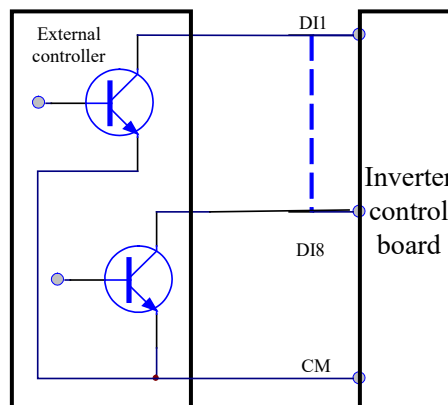 External
controller
DI1
Inverter
control
board
DI8
CM